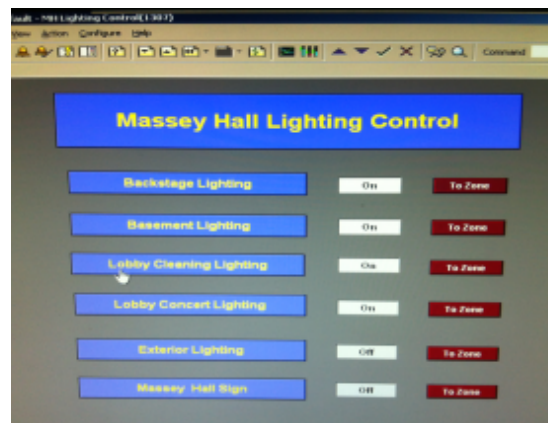 ault - MH Lighting Control(1307)
View Action Configure Help
Command
Massey Hall Lighting Control
Backstage Lighting On To Zone
Basement Lighting On To Zone
Lobby Cleaning Lighting On To Zone
Lobby Concert Lighting On To Zone
Exterior Lighting Off To Zone
Massey Hall Sign Off To Zone